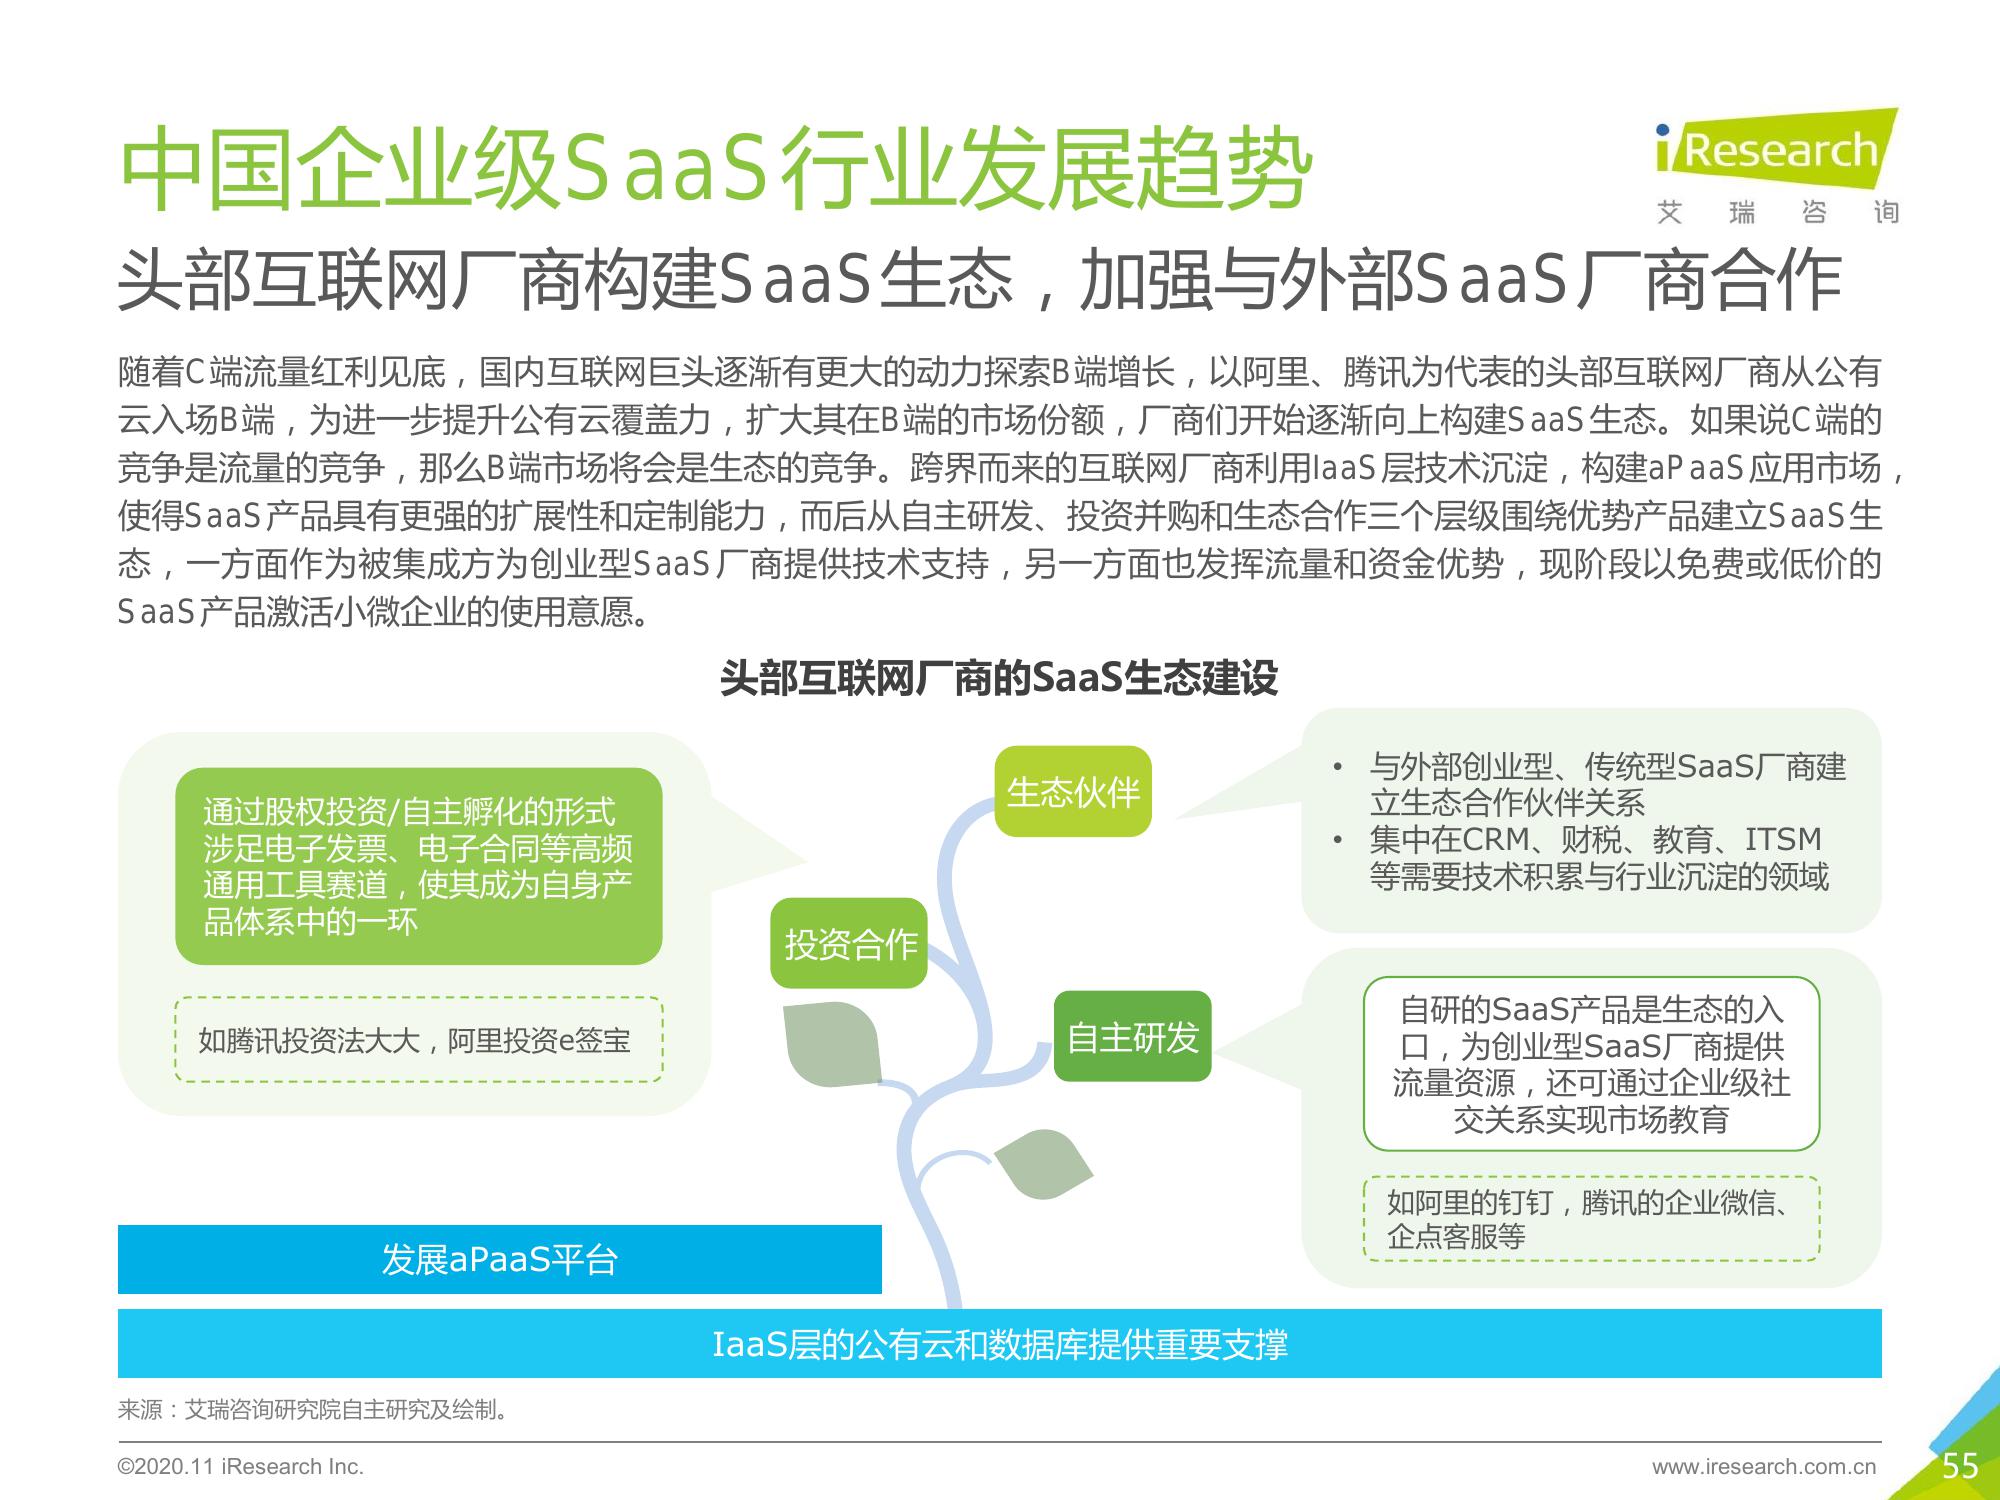 中国企业级SaaS行业发展趋势
iResearch
艾瑞咨询
头部互联网厂商构建SaaS生态，加强与外部SaaS厂商合作
随着C端流量红利见底，国内互联网巨头逐渐有更大的动力探索B端增长，以阿里、腾讯为代表的头部互联网厂商从公有
云入场B端，为进一步提升公有云覆盖力，扩大其在B端的市场份额，厂商们开始逐渐向上构建SaaS生态。如果说C端的
竞争是流量的竞争，那么B端市场将会是生态的竞争。跨界而来的互联网厂商利用IaaS层技术沉淀，构建aPaaS应用市场，
使得SaaS产品具有更强的扩展性和定制能力，而后从自主研发、投资并购和生态合作三个层级围绕优势产品建立SaaS生
态，一方面作为被集成方为创业型SaaS厂商提供技术支持，另一方面也发挥流量和资金优势，现阶段以免费或低价的
SaaS产品激活小微企业的使用意愿。
头部互联网厂商的SaaS生态建设
通过股权投资/自主孵化的形式
涉足电子发票、电子合同等高频
通用工具赛道，使其成为自身产
品体系中的一环
如腾讯投资法大大，阿里投资e签宝
生态伙伴
投资合作
自主研发
• 与外部创业型、传统型SaaS厂商建
立生态合作伙伴关系
• 集中在CRM、财税、教育、ITSM
等需要技术积累与行业沉淀的领域
自研的SaaS产品是生态的入
口，为创业型SaaS厂商提供
流量资源，还可通过企业级社
交关系实现市场教育
如阿里的钉钉，腾讯的企业微信、
企点客服等
发展aPaaS平台
IaaS层的公有云和数据库提供重要支撑
来源：艾瑞咨询研究院自主研究及绘制。
©2020.11 iResearch Inc.
www.iresearch.com.cn
55